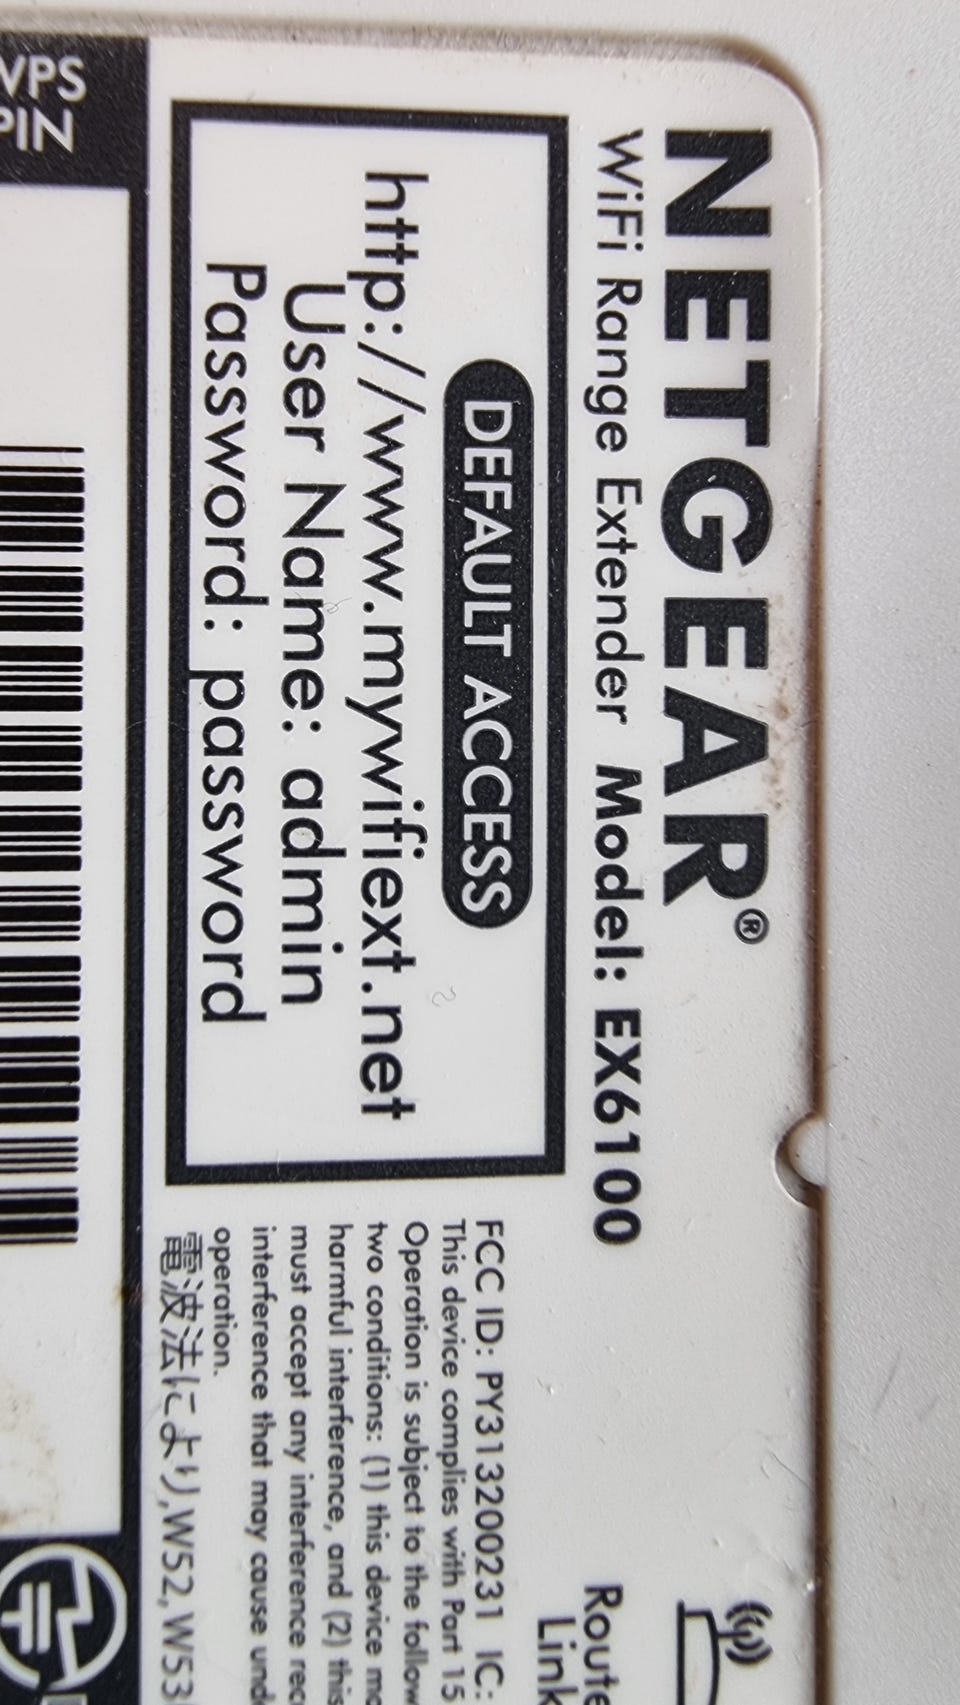 NETGEAR®
WiFi Range Extender Model: EX6100
DEFAULT ACCESS
http://www.mywifiext.net
User Name: admin
Password: password
FCC ID: PY313200231 IC:
This device complies with Part 15
Operation is subject to the
two conditions: (1) this device
harmful interference, and (2) this
must accept any interference
interference that may cause
operation.
電波法により,W52,W53
PIN